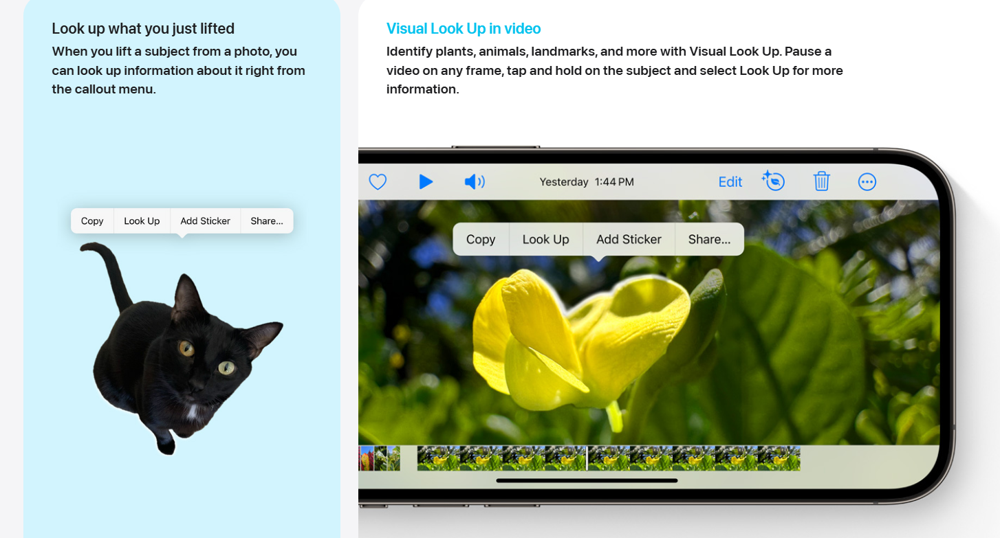 Look up what you just lifted
When you lift a subject from a photo, you
can look up information about it right from
the callout menu.
Copy Look Up Add Sticker Share...
Visual Look Up in video
Identify plants, animals, landmarks, and more with Visual Look Up. Pause a
video on any frame, tap and hold on the subject and select Look Up for more
information.
Yesterday 1:44 PM Edit
Copy Look Up Add Sticker Share...